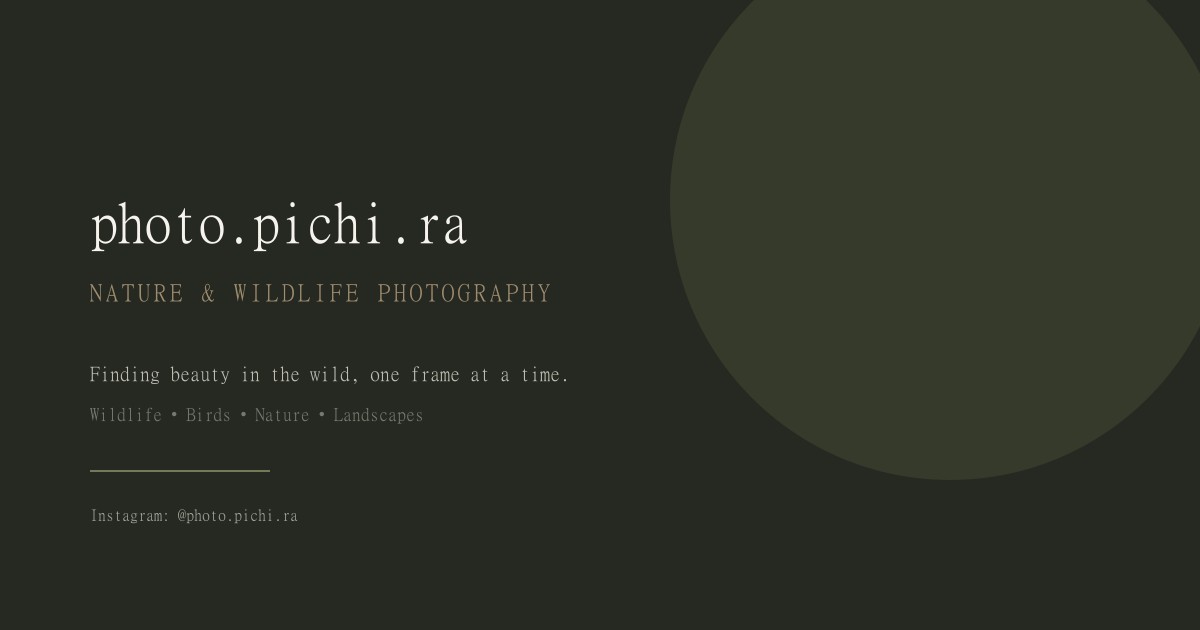 photo.pichi.ra
NATURE & WILDLIFE PHOTOGRAPHY
Finding beauty in the wild, one frame at a time.
Wildlife • Birds • Nature • Landscapes
Instagram: @photo.pichi.ra